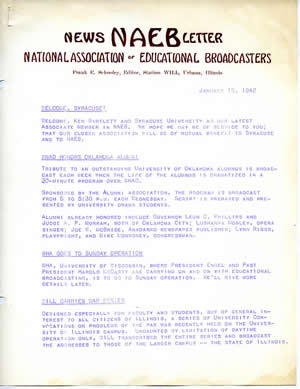 NEWS NAEB LETTER
NATIONAL ASSOCIATION OF EDUCATIONAL BROADCASTERS
Frank E. Schooley, Editor, Station WILL, Urbana, Illinois
JANUARY 15, 1942
WELCOME, SYRACUSE!
WELCOME, KEN BARTLETT AND SYRACUSE UNIVERSITY AS OUR LATEST
ASSOCIATE MEMBER IN NAEB. WE HOPE WE MAY BE OF SERVICE TO YOU;
THAT OUR CLOSER ASSOCIATION WILL BE OF MUTUAL BENEFIT TO SYRACUSE
AND TO NAEB.
WNAD HONORS OKLAHOMA ALUMNI
TRIBUTE TO AN OUTSTANDING UNIVERSITY OF OKLAHOMA ALUMNUS IS BROAD-
CAST EACH WEEK WHEN THE LIFE OF THE ALUMNUS IS DRAMATIZED IN A
30-MINUTE PROGRAM OVER WNAD.
SPONSORED BY THE ALUMNI ASSOCIATION, THE PROGRAM IS BROADCAST
FROM 5 TO 5:30 P.M. EACH WEDNESDAY. SCRIPT IS PREPARED AND PRE-
SENTED BY UNIVERSITY DRAMA STUDENTS.
ALUMNI ALREADY HONORED INCLUDE GOVERNOR LEON C. PHILLIPS AND
JUDGE A. P. MURRAH, BOTH OF OKLAHOMA CITY; LUSHANYA MOBLEY, OPERA
SINGER; JOE W. MCBRIDE, ANADARKO NEWSPAPER PUBLISHER; LYNN RIGGS,
PLAYWRIGHT; AND MIKE MONRONEY, CONGRESSMAN.
WHA GOES TO SUNDAY OPERATION
WHA, UNIVERSITY OF WISCONSIN, WHERE PRESIDENT ENGEL AND PAST
PRESIDENT HAROLD MCCARTY ARE CARRYING ON AND ON WITH EDUCATIONAL
BROADCASTING, IS TO GO TO SUNDAY OPERATION. WE'LL GIVE MORE
DETAILS LATER.
WILL CARRIES WAR SERIES
DESIGNED ESPECIALLY FOR FACULTY AND STUDENTS, BUT OF GENERAL IN-
TEREST TO ALL CITIZENS OF ILLINOIS, A SERIES OF UNIVERSITY CON-
VOCATIONS ON PROBLEMS OF THE WAR WAS RECENTLY HELD ON THE UNIVER-
SITY OF ILLINOIS CAMPUS. UNDAUNTED BY LIMITATION OF DAYTIME
OPERATION ONLY, WILL TRANSCRIBED THE ENTIRE SERIES AND BROADCAST
THE ADDRESSES TO THOSE OF THE LARGER CAMPUS -- THE STATE OF ILLINOIS.